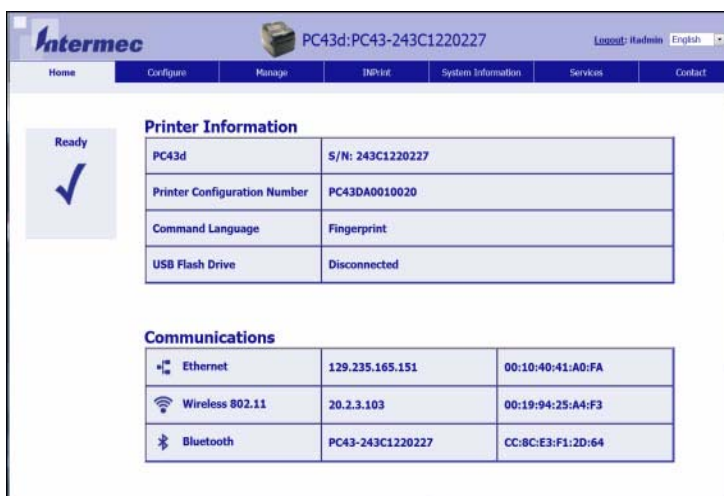 Intermec
PC43d:PC43-243C1220227
Logout: itadmin English
Home Configure Manage INPrint System Information Services Contact
Ready
Printer Information
PC43d S/N: 243C1220227
Printer Configuration Number PC43DA0010020
Command Language Fingerprint
USB Flash Drive Disconnected
Communications
Ethernet 129.235.165.151 00:10:40:41:A0:FA
Wireless 802.11 20.2.3.103 00:19:94:25:A4:F3
Bluetooth PC43-243C1220227 CC:8C:E3:F1:2D:64